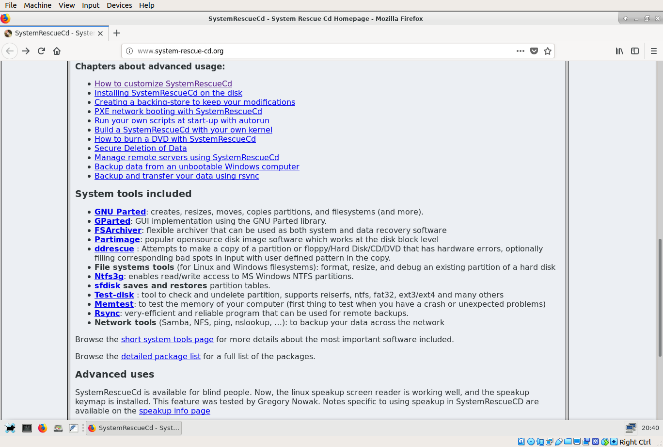 File Machine View Input Devices Help
SystemRescueCd - System Rescue Cd Homepage - Mozilla Firefox
SystemRescueCd - System
www.system-rescue-cd.org
Chapters about advanced usage:
How to customize SystemRescueCd
Installing SystemRescueCd on the disk
Creating a backing-store to keep your modifications
PXE network booting with SystemRescueCd
Run your own scripts at start-up with autorun
Build a SystemRescueCd with your own kernel
How to burn a DVD with SystemRescueCd
Secure Deletion of Data
Manage remote servers using SystemRescueCd
Backup data from an unbootable Windows computer
Backup and transfer your data using rsync
System tools included
GNU Parted: creates, resizes, moves, copies partitions, and filesystems (and more).
GParted: GUI implementation using the GNU Parted library.
FSArchiver: flexible archiver that can be used as both system and data recovery software
Partimage: popular opensource disk image software which works at the disk block level
ddrescue : Attempts to make a copy of a partition or floppy/Hard Disk/CD/DVD that has hardware errors, optionally
filling corresponding bad spots in input with user defined pattern in the copy.
File systems tools (for Linux and Windows filesystems): format, resize, and debug an existing partition of a hard disk
Ntfs3g: enables read/write access to MS Windows NTFS partitions.
sfdisk saves and restores partition tables.
Test-disk : tool to check and undelete partition, supports reiserfs, ntfs, fat32, ext3/ext4 and many others
Memtest: to test the memory of your computer (first thing to test when you have a crash or unexpected problems)
Rsync: very-efficient and reliable program that can be used for remote backups.
Network tools (Samba, NFS, ping, nslookup, ...): to backup your data across the network
Browse the short system tools page for more details about the most important software included.
Browse the detailed package list for a full list of the packages.
Advanced uses
SystemRescueCd is available for blind people. Now, the linux speakup screen reader is working well, and the speakup
keymap is installed. This feature was tested by Gregory Nowak. Notes specific to using speakup in SystemRescueCD are
available on the speakup info page
SystemRescueCd - Syst...
20:40
Right Ctrl